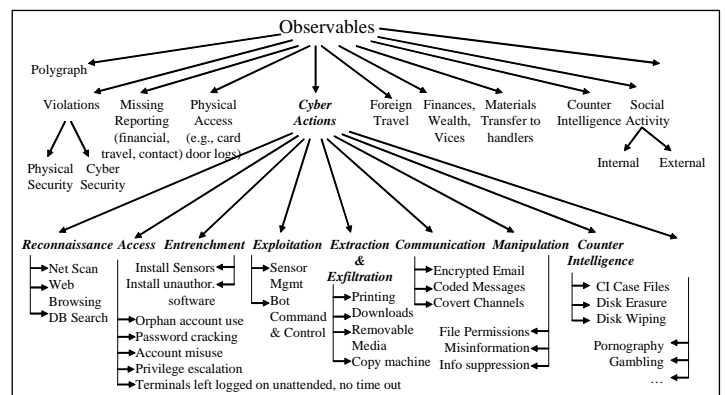 Observables
Polygraph
Violations
Physical
Security
Cyber
Security
Missing
Reporting
(financial,
travel, contact)
Physical
Access
(e.g., card
door logs)
Cyber
Actions
Foreign
Travel
Finances,
Wealth,
Vices
Materials
Transfer to
handlers
Counter
Intelligence
Social
Activity
Internal
External
Reconnaissance
Net Scan
Web
Browsing
DB Search
Access
Orphan account use
Password cracking
Account misuse
Privilege escalation
Terminals left logged on unattended, no time out
Entrenchment
Install Sensors
Install unauthor.
software
Exploitation
Sensor
Mgmt
Bot
Command
& Control
Extraction
&
Exfiltration
Printing
Downloads
Removable
Media
Copy machine
Communication
Encrypted Email
Coded Messages
Covert Channels
Manipulation
File Permissions
Misinformation
Info suppression
Counter
Intelligence
CI Case Files
Disk Erasure
Disk Wiping
Pornography
Gambling
…